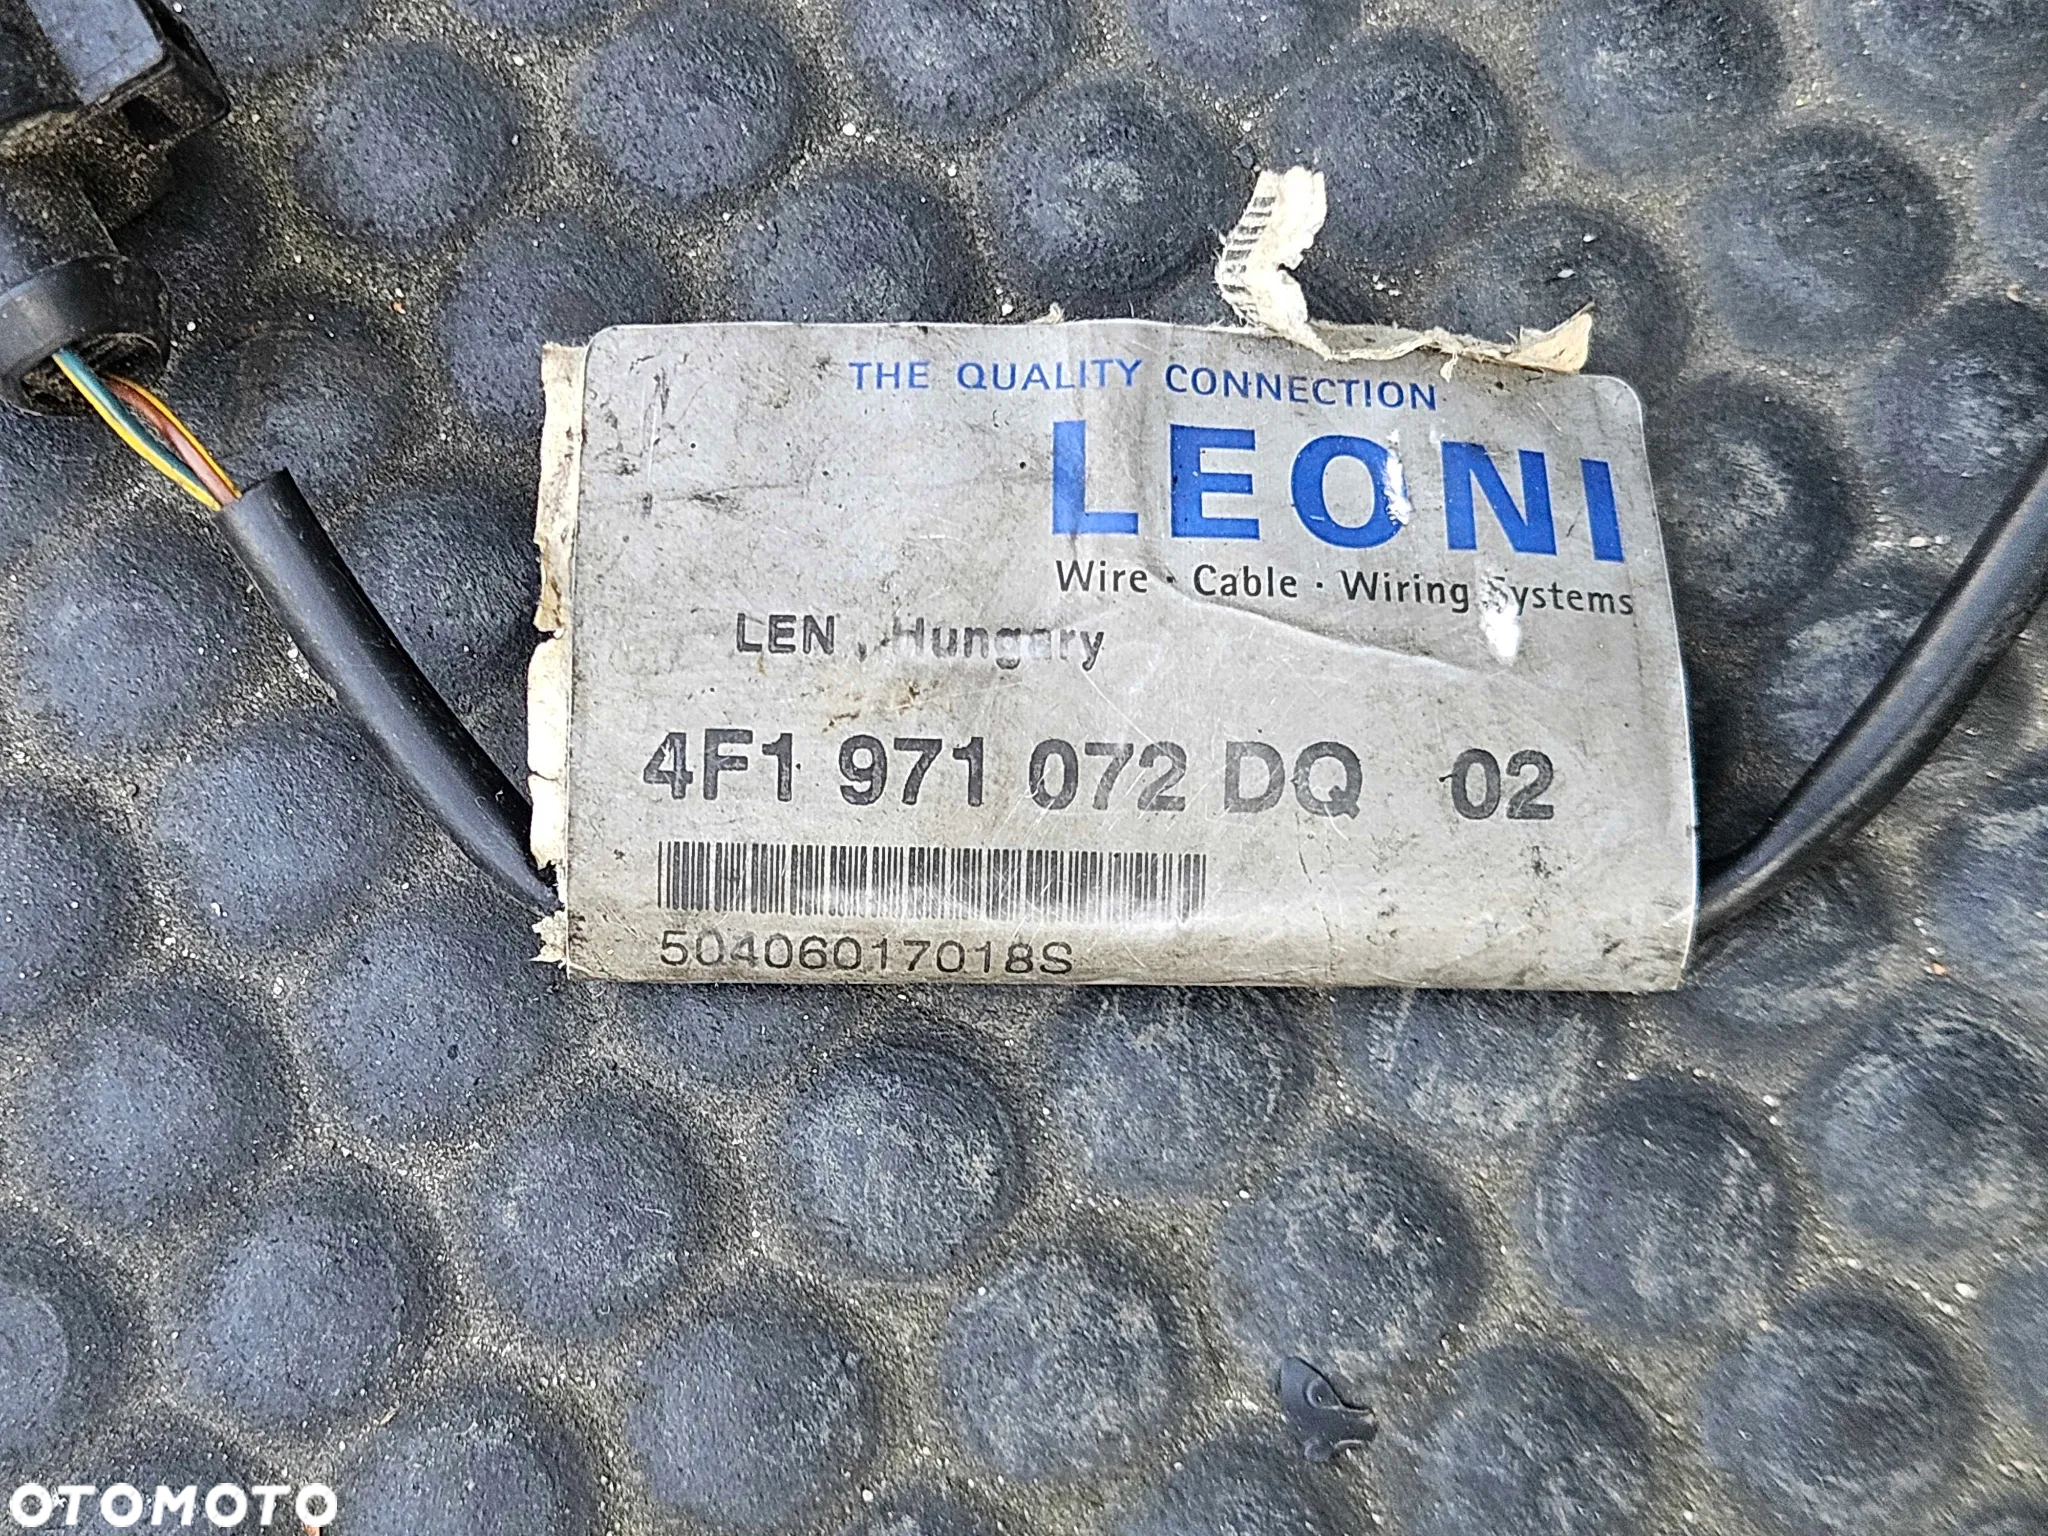 THE QUALITY CONNECTION
LEONI
Wire · Cable · Wiring Systems
LEN , Hungary
4F1 971 072 DQ 02
50406017018S
OTOMOTO